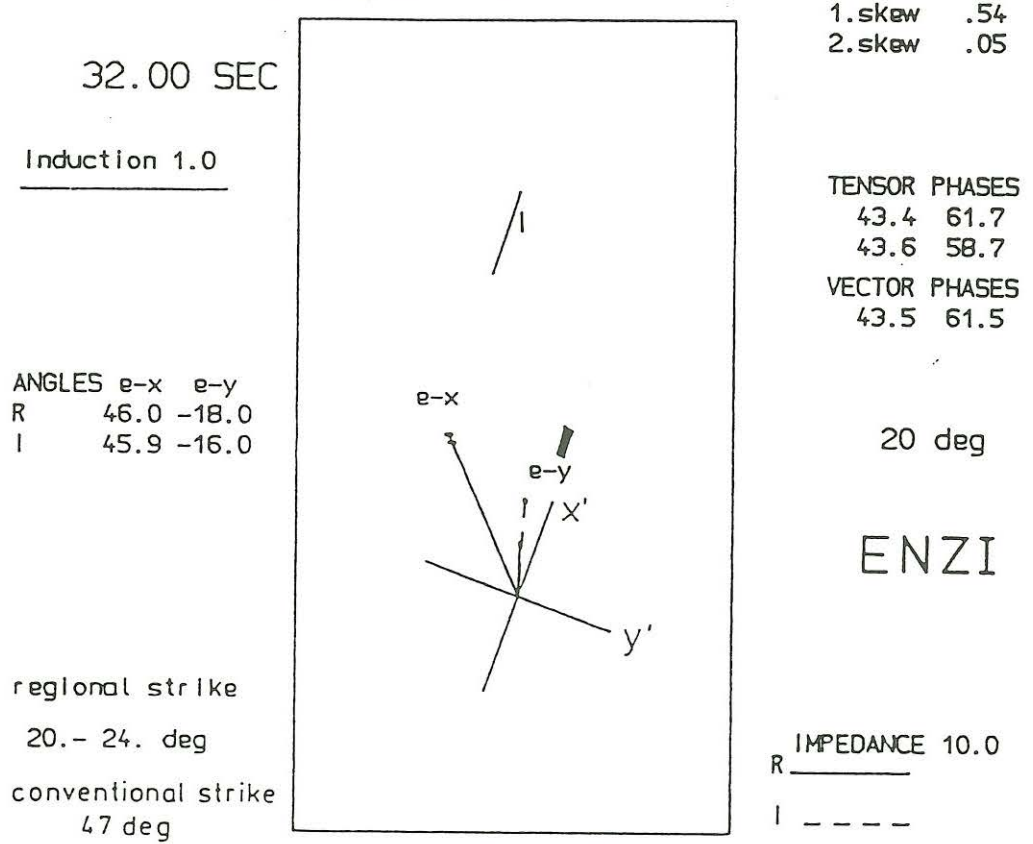 1.skew .54
2.skew .05
32.00 SEC
Induction 1.0
TENSOR PHASES
43.4 61.7
43.6 58.7
VECTOR PHASES
43.5 61.5
I
ANGLES e-x e-y
R 46.0 -18.0
I 45.9 -16.0
e-x
e-y
20 deg
x'
ENZI
y'
regional strike
20.- 24. deg
conventional strike
47 deg
IMPEDANCE 10.0
R
I